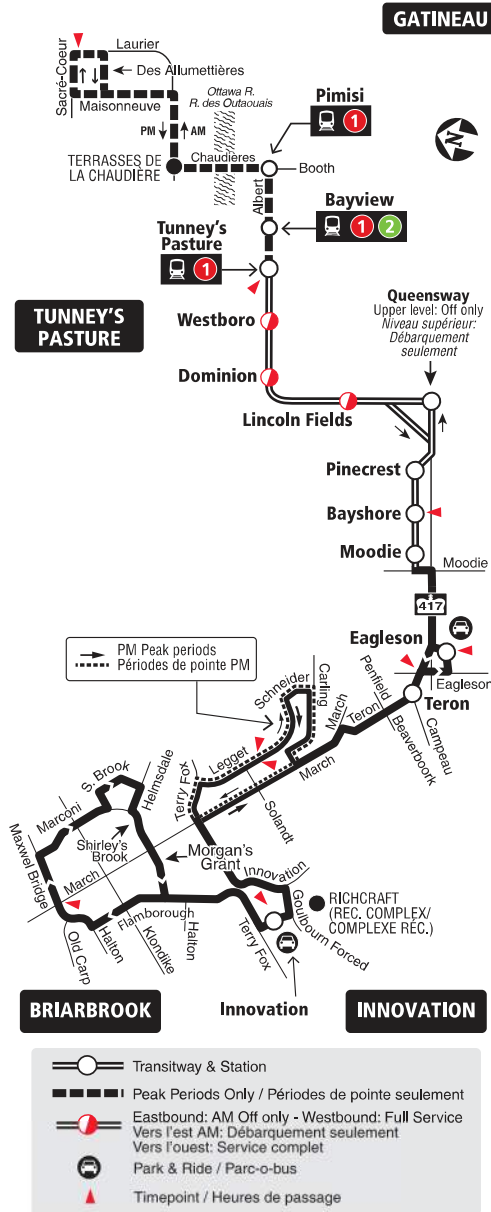 GATINEAU
Laurier
Sacré-Coeur
Des Allumettières
Maisonneuve
Ottawa R.
R. des Outaouais
PM
AM
TERRASSES DE
LA CHAUDIÈRE
Chaudières
Pimisi
1
Booth
N
Albert
Bayview
1 2
Tunney's
Pasture
1
TUNNEY'S
PASTURE
Queensway
Upper level: Off only
Niveau supérieur:
Débarquement
seulement
Westboro
Dominion
Lincoln Fields
Pinecrest
Bayshore
Moodie
Moodie
417
Eagleson
Eagleson
Teron
PM Peak periods
Périodes de pointe PM
Schneider
Carling
Legget
March
Teron
Penfield
Beaverboork
Campeau
March
Solandt
Terry Fox
Helmsdale
S. Brook
Marconi
Maxwel Bridge
Shirley's
Brook
March
Morgan's
Grant
Innovation
Goulbourn Forced
RICHCRAFT
(REC. COMPLEX/
COMPLEXE RÉC.)
Old Carp
Halton
Flamborough
Klondike
Halton
Terry Fox
Innovation
BRIARBROOK
INNOVATION
Transitway & Station
Peak Periods Only / Périodes de pointe seulement
Eastbound: AM Off only - Westbound: Full Service
Vers l'est AM: Débarquement seulement
Vers l'ouest: Service complet
Park & Ride / Parc-o-bus
Timepoint / Heures de passage